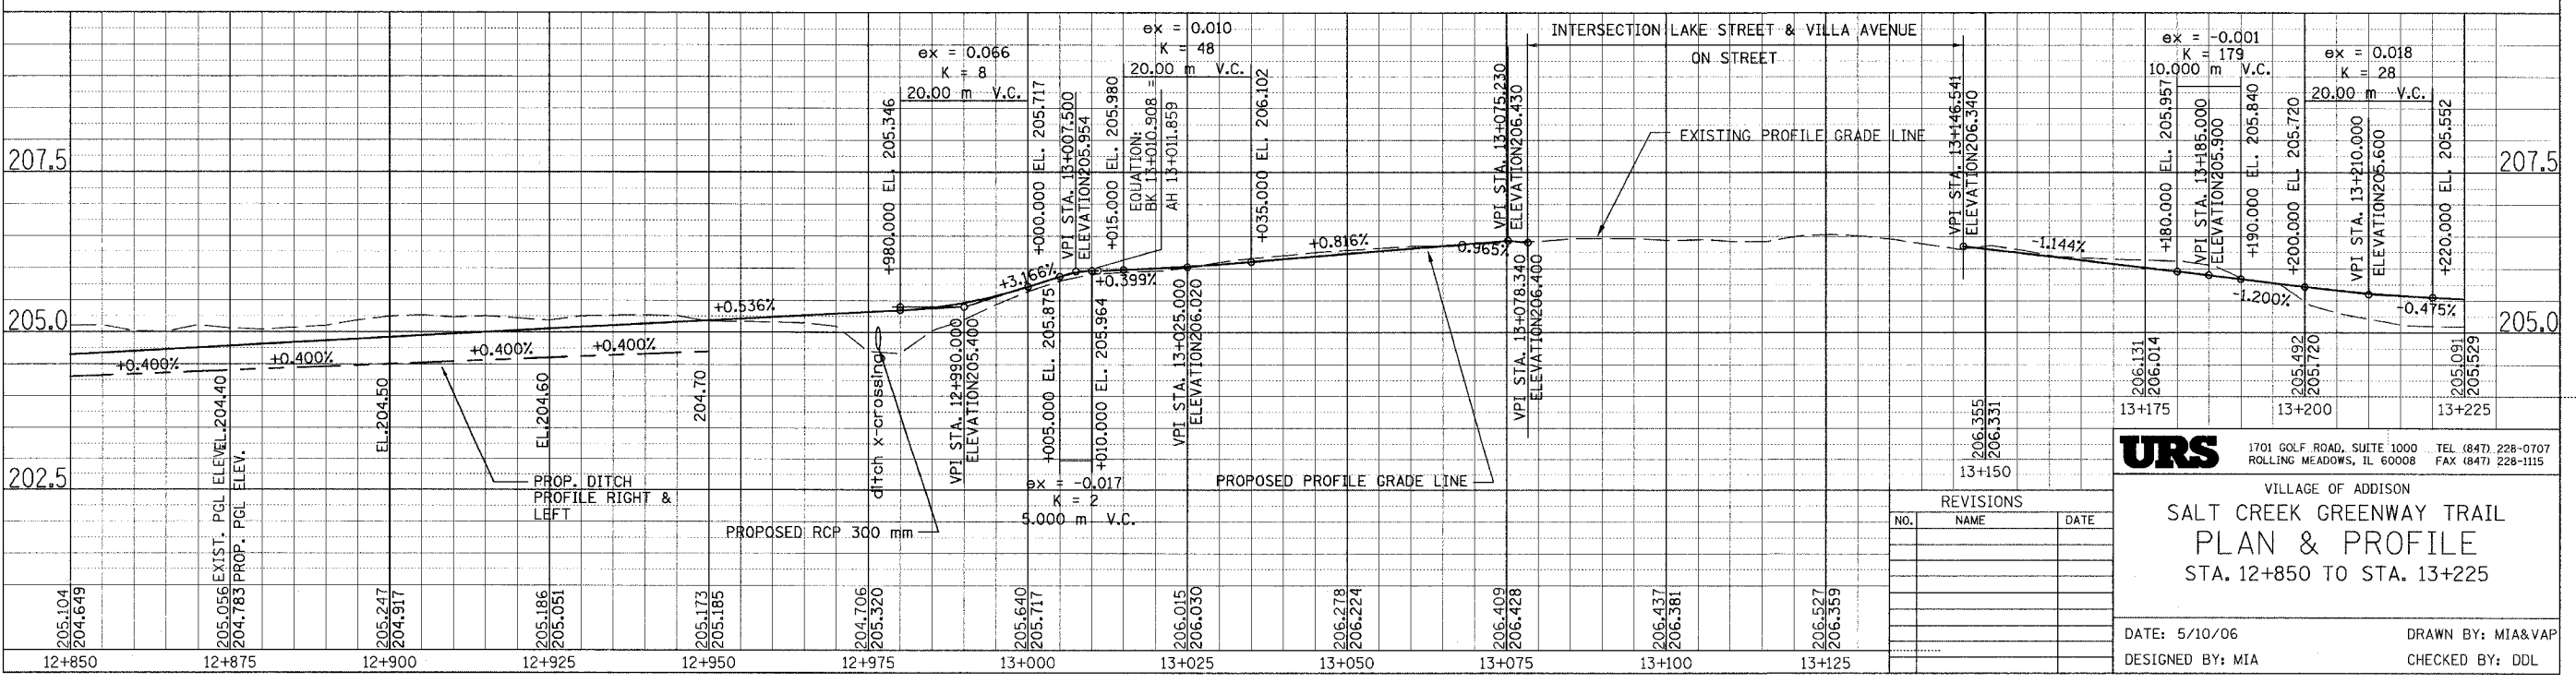 ex = 0.066
K = 8
20.00 m V.C.
ex = 0.010
K = 48
20.00 m V.C.
INTERSECTION LAKE STREET & VILLA AVENUE
ON STREET
ex = -0.001
K = 179
10.000 m V.C.
ex = 0.018
K = 28
20.00 m V.C.
+980.000 EL. 205.346
+000.000 EL. 205.717
VPI STA. 13+007.500
ELEVATION205.954
+015.000 EL. 205.980
EQUATION:
BK 13+010.908 =
AH 13+011.859
+035.000 EL. 206.102
VPI STA. 13+075.230
ELEVATION206.430
EXISTING PROFILE GRADE LINE
VPI STA. 13+146.541
ELEVATION206.340
+180.000 EL. 205.957
VPI STA. 13+185.000
ELEVATION205.900
+190.000 EL. 205.840
+200.000 EL. 205.720
VPI STA. 13+210.000
ELEVATION205.600
+220.000 EL. 205.552
207.5
207.5
205.0
205.0
202.5
+0.400%
+0.400%
+0.400%
+0.400%
+0.536%
+3.166%
+0.399%
+0.816%
0.965%
-1.144%
-1.200%
-0.475%
EL.204.40
EL.204.50
EL.204.60
204.70
ditch x-crossing
VPI STA. 12+990.000
ELEVATION205.400
+005.000 EL. 205.875
+010.000 EL. 205.964
VPI STA. 13+025.000
ELEVATION206.020
VPI STA. 13+078.340
ELEVATION206.400
PROP. DITCH
PROFILE RIGHT &
LEFT
PROPOSED RCP 300 mm
ex = -0.017
K = 2
5.000 m V.C.
PROPOSED PROFILE GRADE LINE
205.104
204.649
205.056 EXIST. PGL ELEV.
204.783 PROP. PGL ELEV.
205.247
204.917
205.186
205.051
205.173
205.185
204.706
205.320
205.640
205.717
206.015
206.030
206.278
206.224
206.409
206.428
206.437
206.381
206.527
206.359
206.355
206.331
206.131
206.014
205.492
205.720
205.091
205.529
12+850
12+875
12+900
12+925
12+950
12+975
13+000
13+025
13+050
13+075
13+100
13+125
13+150
13+175
13+200
13+225
REVISIONS
NO. NAME DATE
URS
1701 GOLF ROAD, SUITE 1000 TEL (847) 228-0707
ROLLING MEADOWS, IL 60008 FAX (847) 228-1115
VILLAGE OF ADDISON
SALT CREEK GREENWAY TRAIL
PLAN & PROFILE
STA. 12+850 TO STA. 13+225
DATE: 5/10/06 DRAWN BY: MIA&VAP
DESIGNED BY: MIA CHECKED BY: DDL